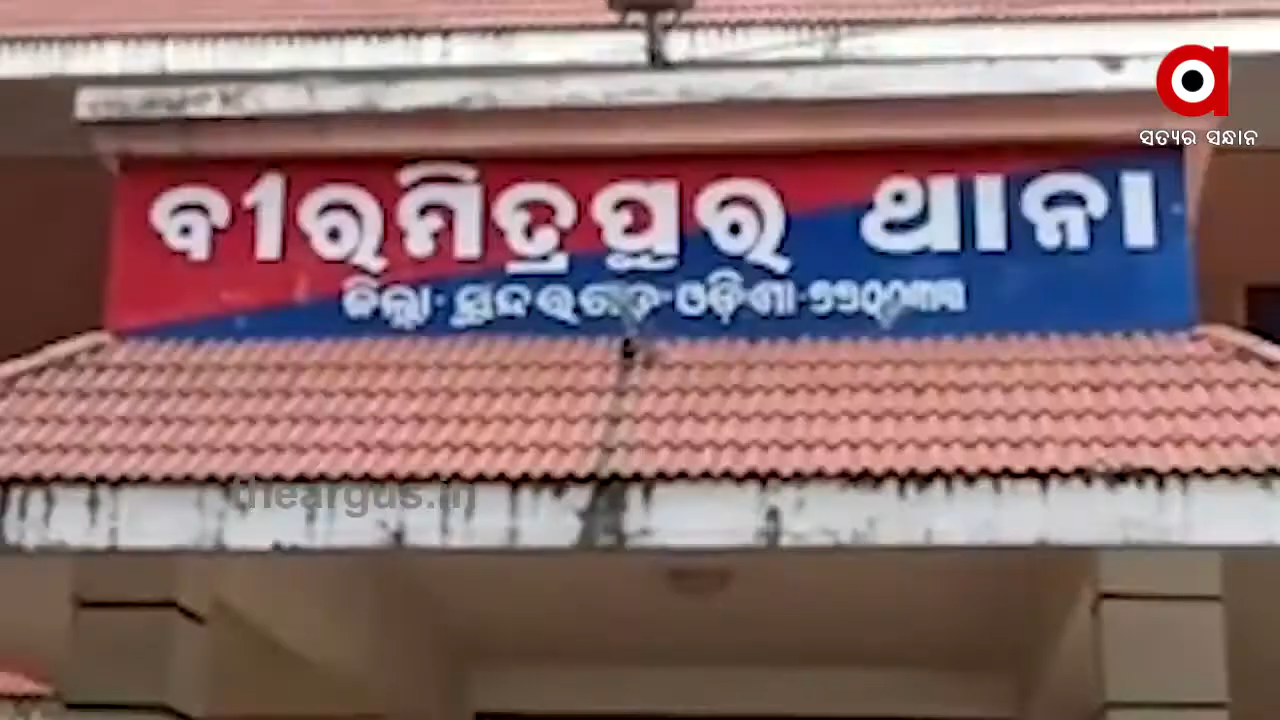 ସତ୍ୟର ସନ୍ଧାନ
ବୀରମିତ୍ରପୁର ଥାନା
ଜିଲ୍ଲା- ସୁନ୍ଦରଗଡ଼-ଓଡ଼ିଶା-
theargus.in